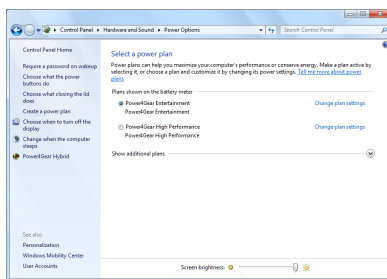 Control Panel ▸ Hardware and Sound ▸ Power Options
Search Control Panel
Control Panel Home
Require a password on wakeup
Choose what the power
buttons do
Choose what closing the lid
does
Create a power plan
Choose when to turn off the
display
Change when the computer
sleeps
Power4Gear Hybrid
See also
Personalization
Windows Mobility Center
User Accounts
Select a power plan
Power plans can help you maximize your computer's performance or conserve energy. Make a plan active by
selecting it, or choose a plan and customize it by changing its power settings. Tell me more about power
plans
Plans shown on the battery meter
Power4Gear Entertainment
Change plan settings
Power4Gear Entertainment
Power4Gear High Performance
Change plan settings
Power4Gear High Performance
Show additional plans
Screen brightness: